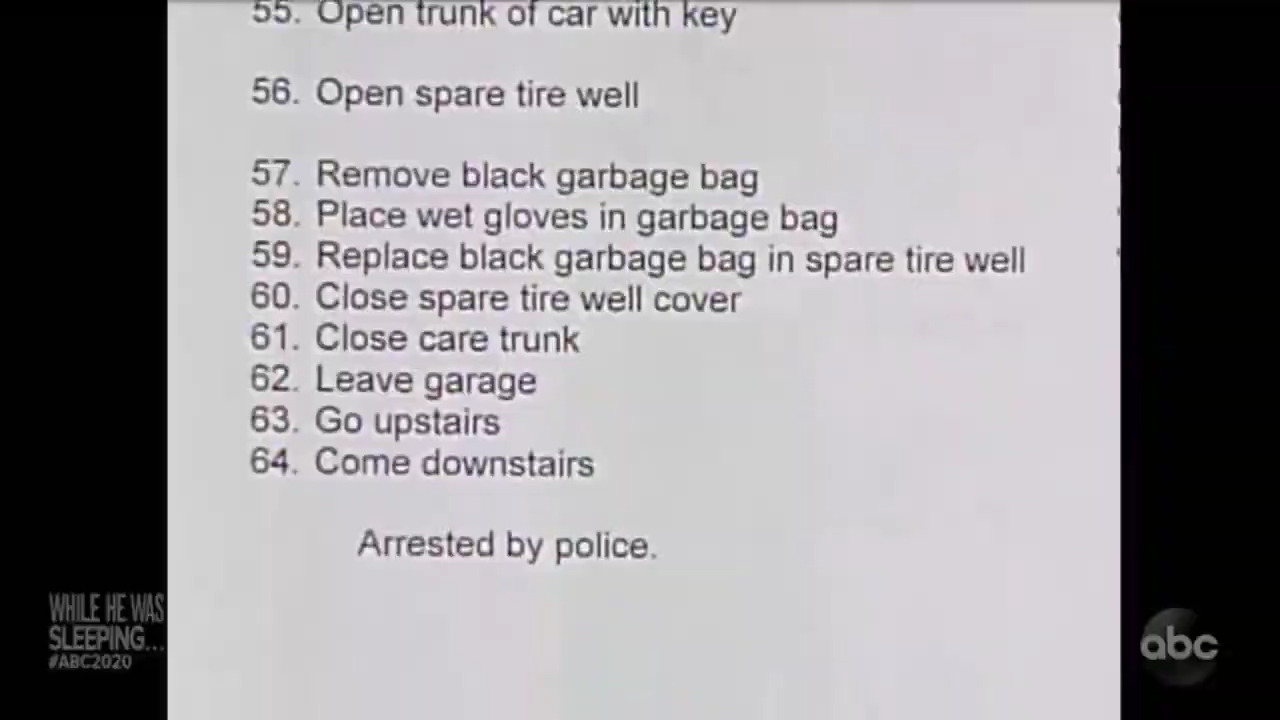 55. Open trunk of car with key
56. Open spare tire well
57. Remove black garbage bag
58. Place wet gloves in garbage bag
59. Replace black garbage bag in spare tire well
60. Close spare tire well cover
61. Close care trunk
62. Leave garage
63. Go upstairs
64. Come downstairs
Arrested by police.
WHILE HE WAS
SLEEPING...
#ABC2020
abc